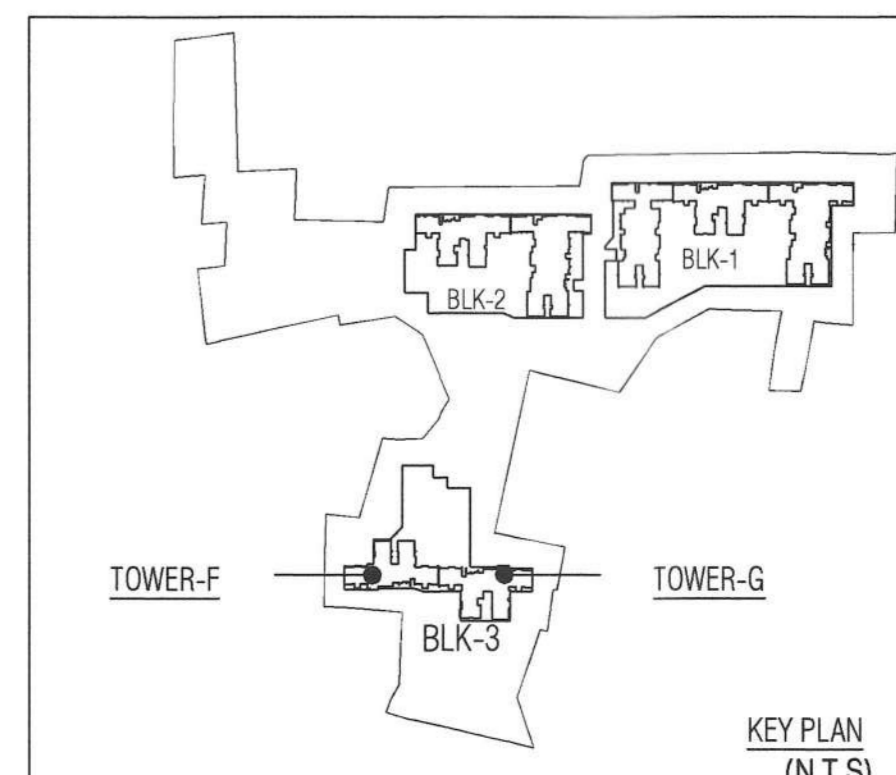 BLK-1
BLK-2
TOWER-F
TOWER-G
BLK-3
KEY PLAN
(N.T.S)